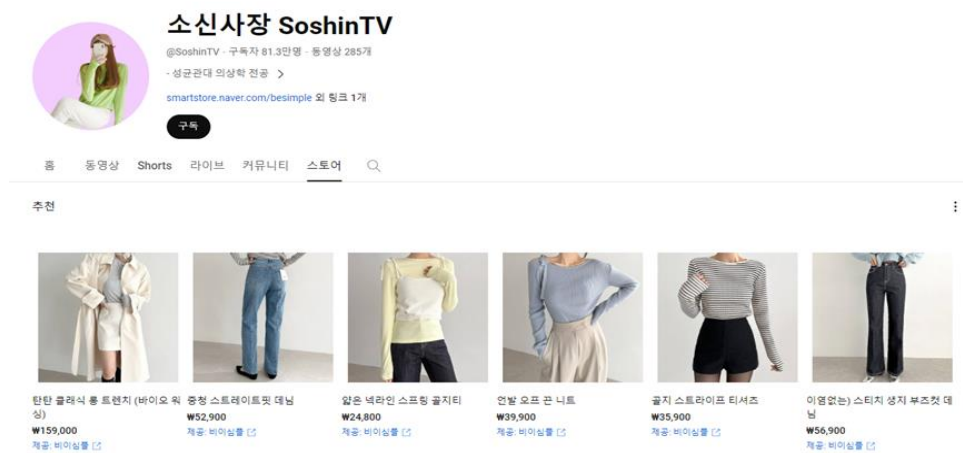 소신사장 SoshinTV
@SoshinTV · 구독자 81.3만명 · 동영상 285개
- 성균관대 의상학 전공 >
smartstore.naver.com/besimple 외 링크 1개
구독
홈 동영상 Shorts 라이브 커뮤니티 스토어
추천
탄탄 클래식 롱 트렌치 (바이오 워싱)
₩159,000
제공: 비이심플
중청 스트레이트핏 데님
₩52,900
제공: 비이심플
얇은 넥라인 스프링 골지티
₩24,800
제공: 비이심플
언발 오프 끈 니트
₩39,900
제공: 비이심플
골지 스트라이프 티셔츠
₩35,900
제공: 비이심플
이염없는) 스티치 생지 부츠컷 데님
₩56,900
제공: 비이심플